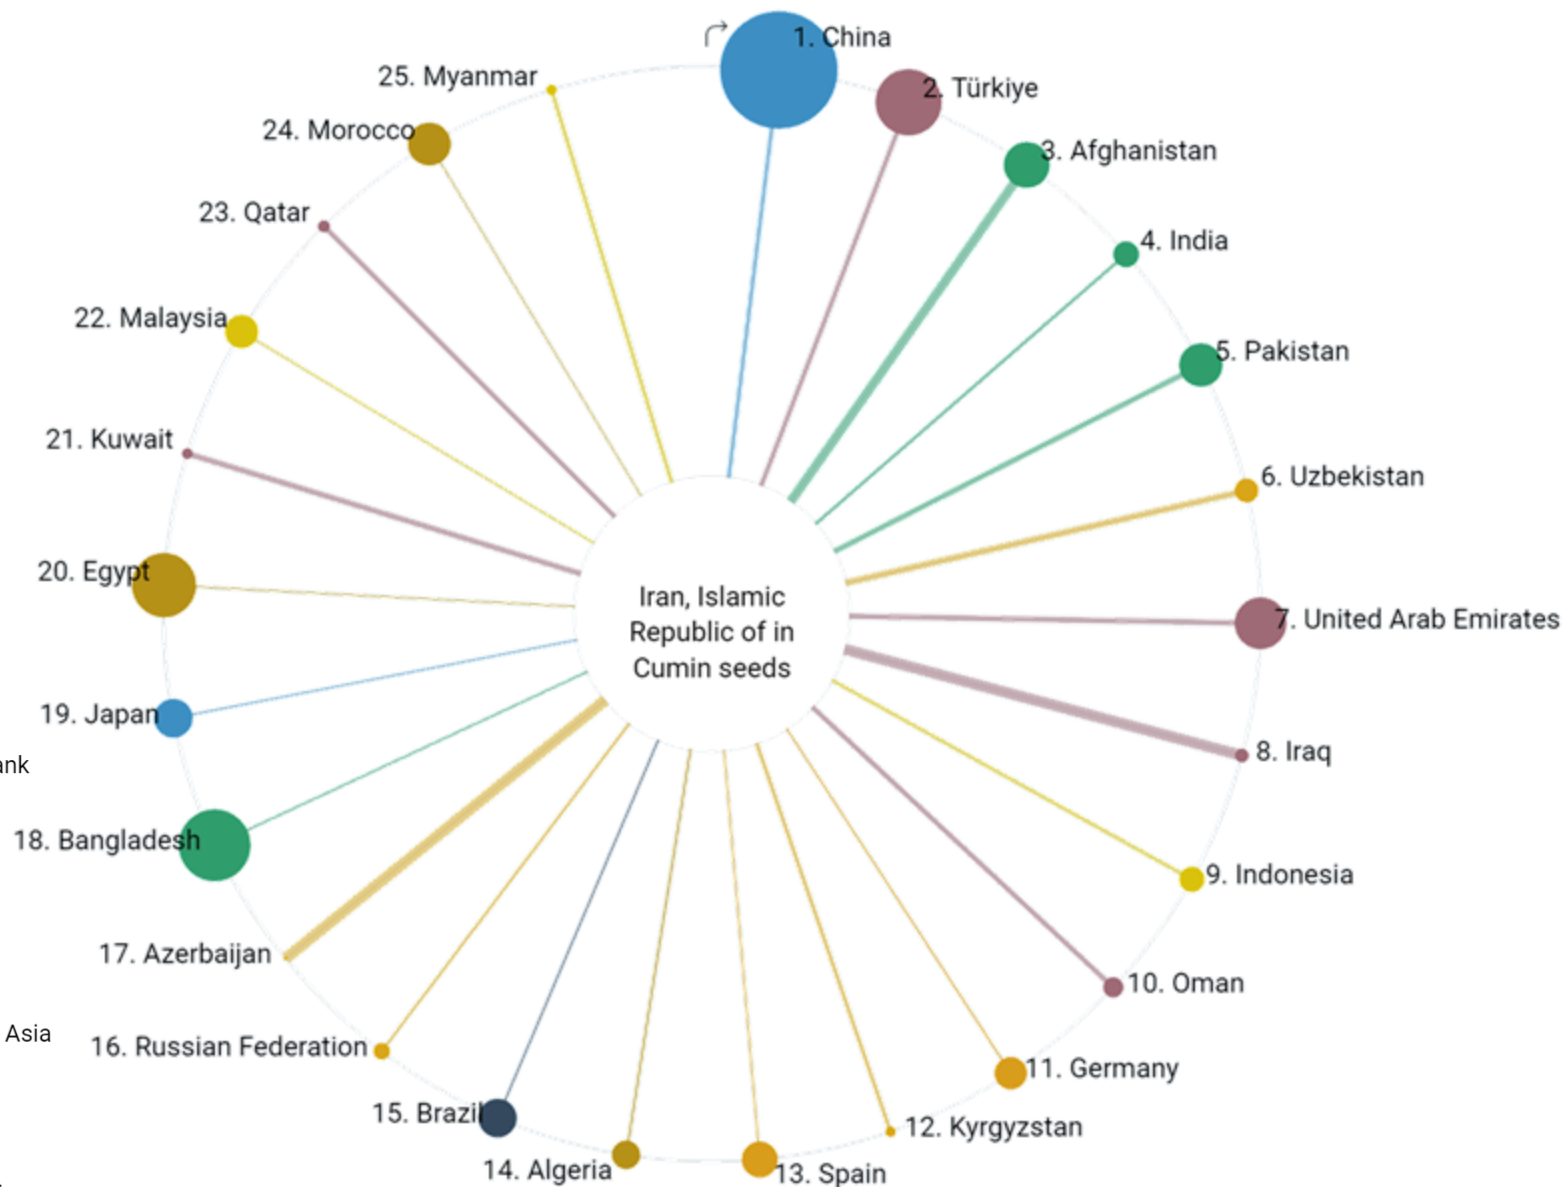 1. China
2. Türkiye
3. Afghanistan
4. India
5. Pakistan
6. Uzbekistan
7. United Arab Emirates
8. Iraq
9. Indonesia
10. Oman
11. Germany
12. Kyrgyzstan
13. Spain
14. Algeria
15. Brazil
16. Russian Federation
17. Azerbaijan
18. Bangladesh
19. Japan
20. Egypt
21. Kuwait
22. Malaysia
23. Qatar
24. Morocco
25. Myanmar
Iran, Islamic
Republic of in
Cumin seeds
ank
Asia